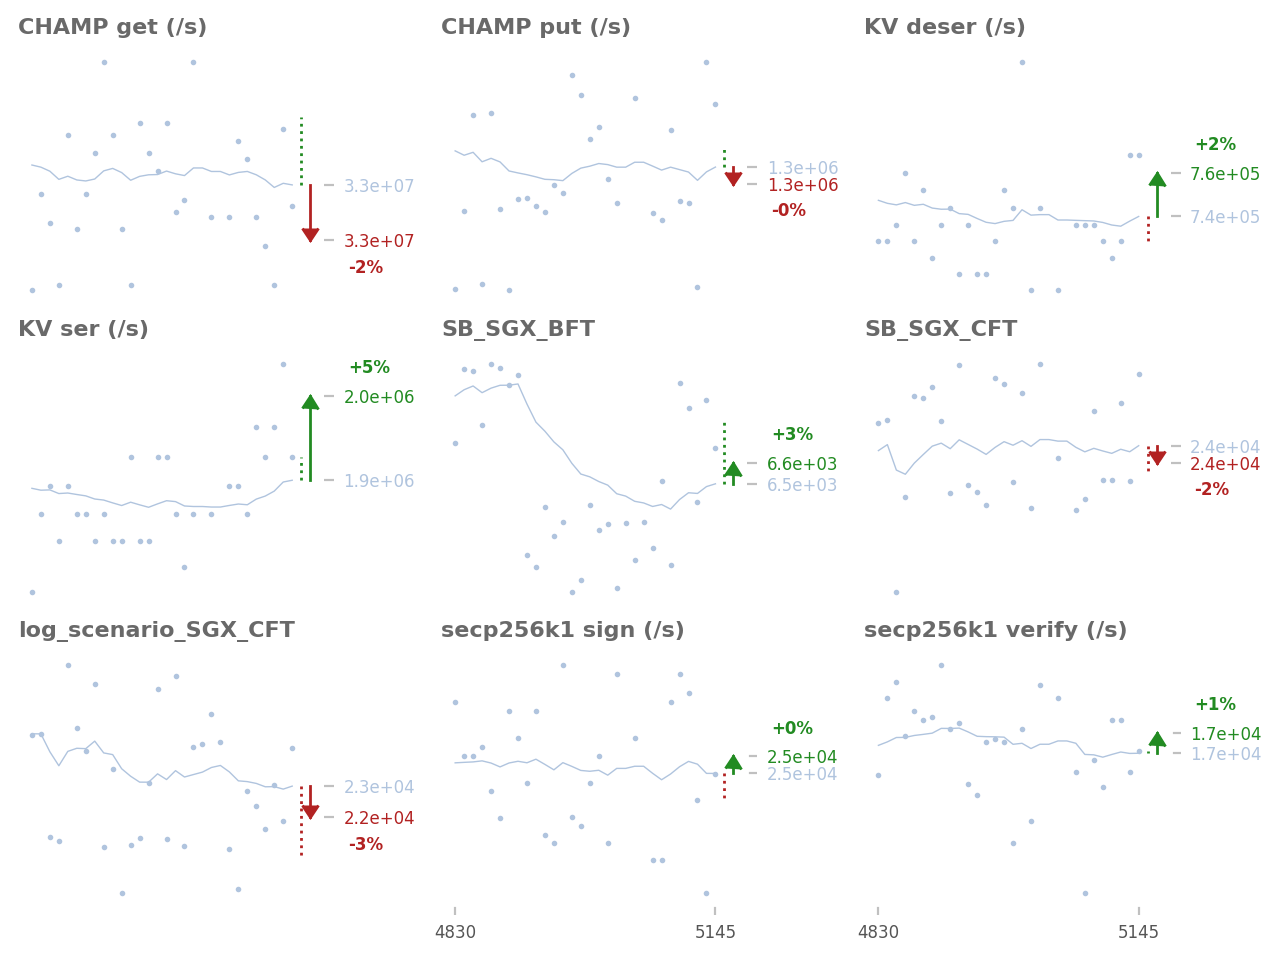 CHAMP get (/s)
3.3e+07
3.3e+07
-2%
CHAMP put (/s)
1.3e+06
1.3e+06
-0%
KV deser (/s)
+2%
7.6e+05
7.4e+05
KV ser (/s)
+5%
2.0e+06
1.9e+06
SB_SGX_BFT
+3%
6.6e+03
6.5e+03
SB_SGX_CFT
2.4e+04
2.4e+04
-2%
log_scenario_SGX_CFT
2.3e+04
2.2e+04
-3%
secp256k1 sign (/s)
+0%
2.5e+04
2.5e+04
4830
5145
secp256k1 verify (/s)
+1%
1.7e+04
1.7e+04
4830
5145